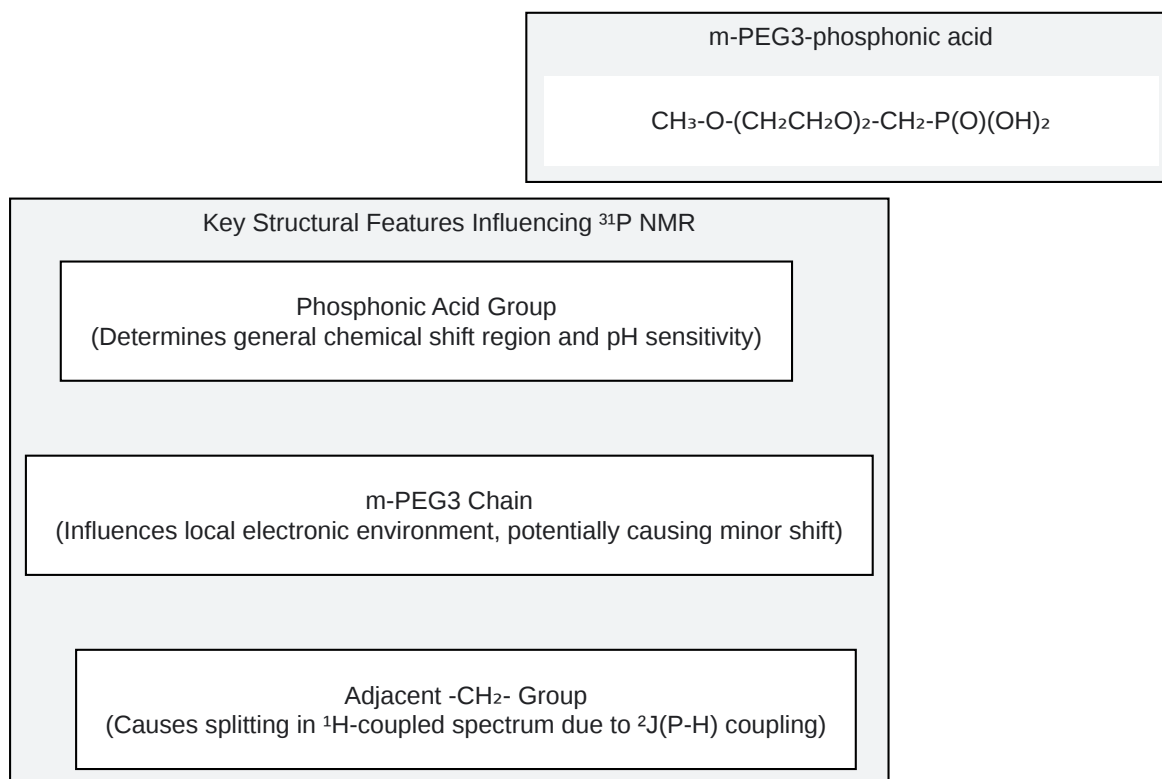 m-PEG3-phosphonic acid
CH₃-O-(CH₂CH₂O)₂-CH₂-P(O)(OH)₂
Key Structural Features Influencing ³¹P NMR
Phosphonic Acid Group
(Determines general chemical shift region and pH sensitivity)
m-PEG3 Chain
(Influences local electronic environment, potentially causing minor shift)
Adjacent -CH₂- Group
(Causes splitting in ¹H-coupled spectrum due to ²J(P-H) coupling)